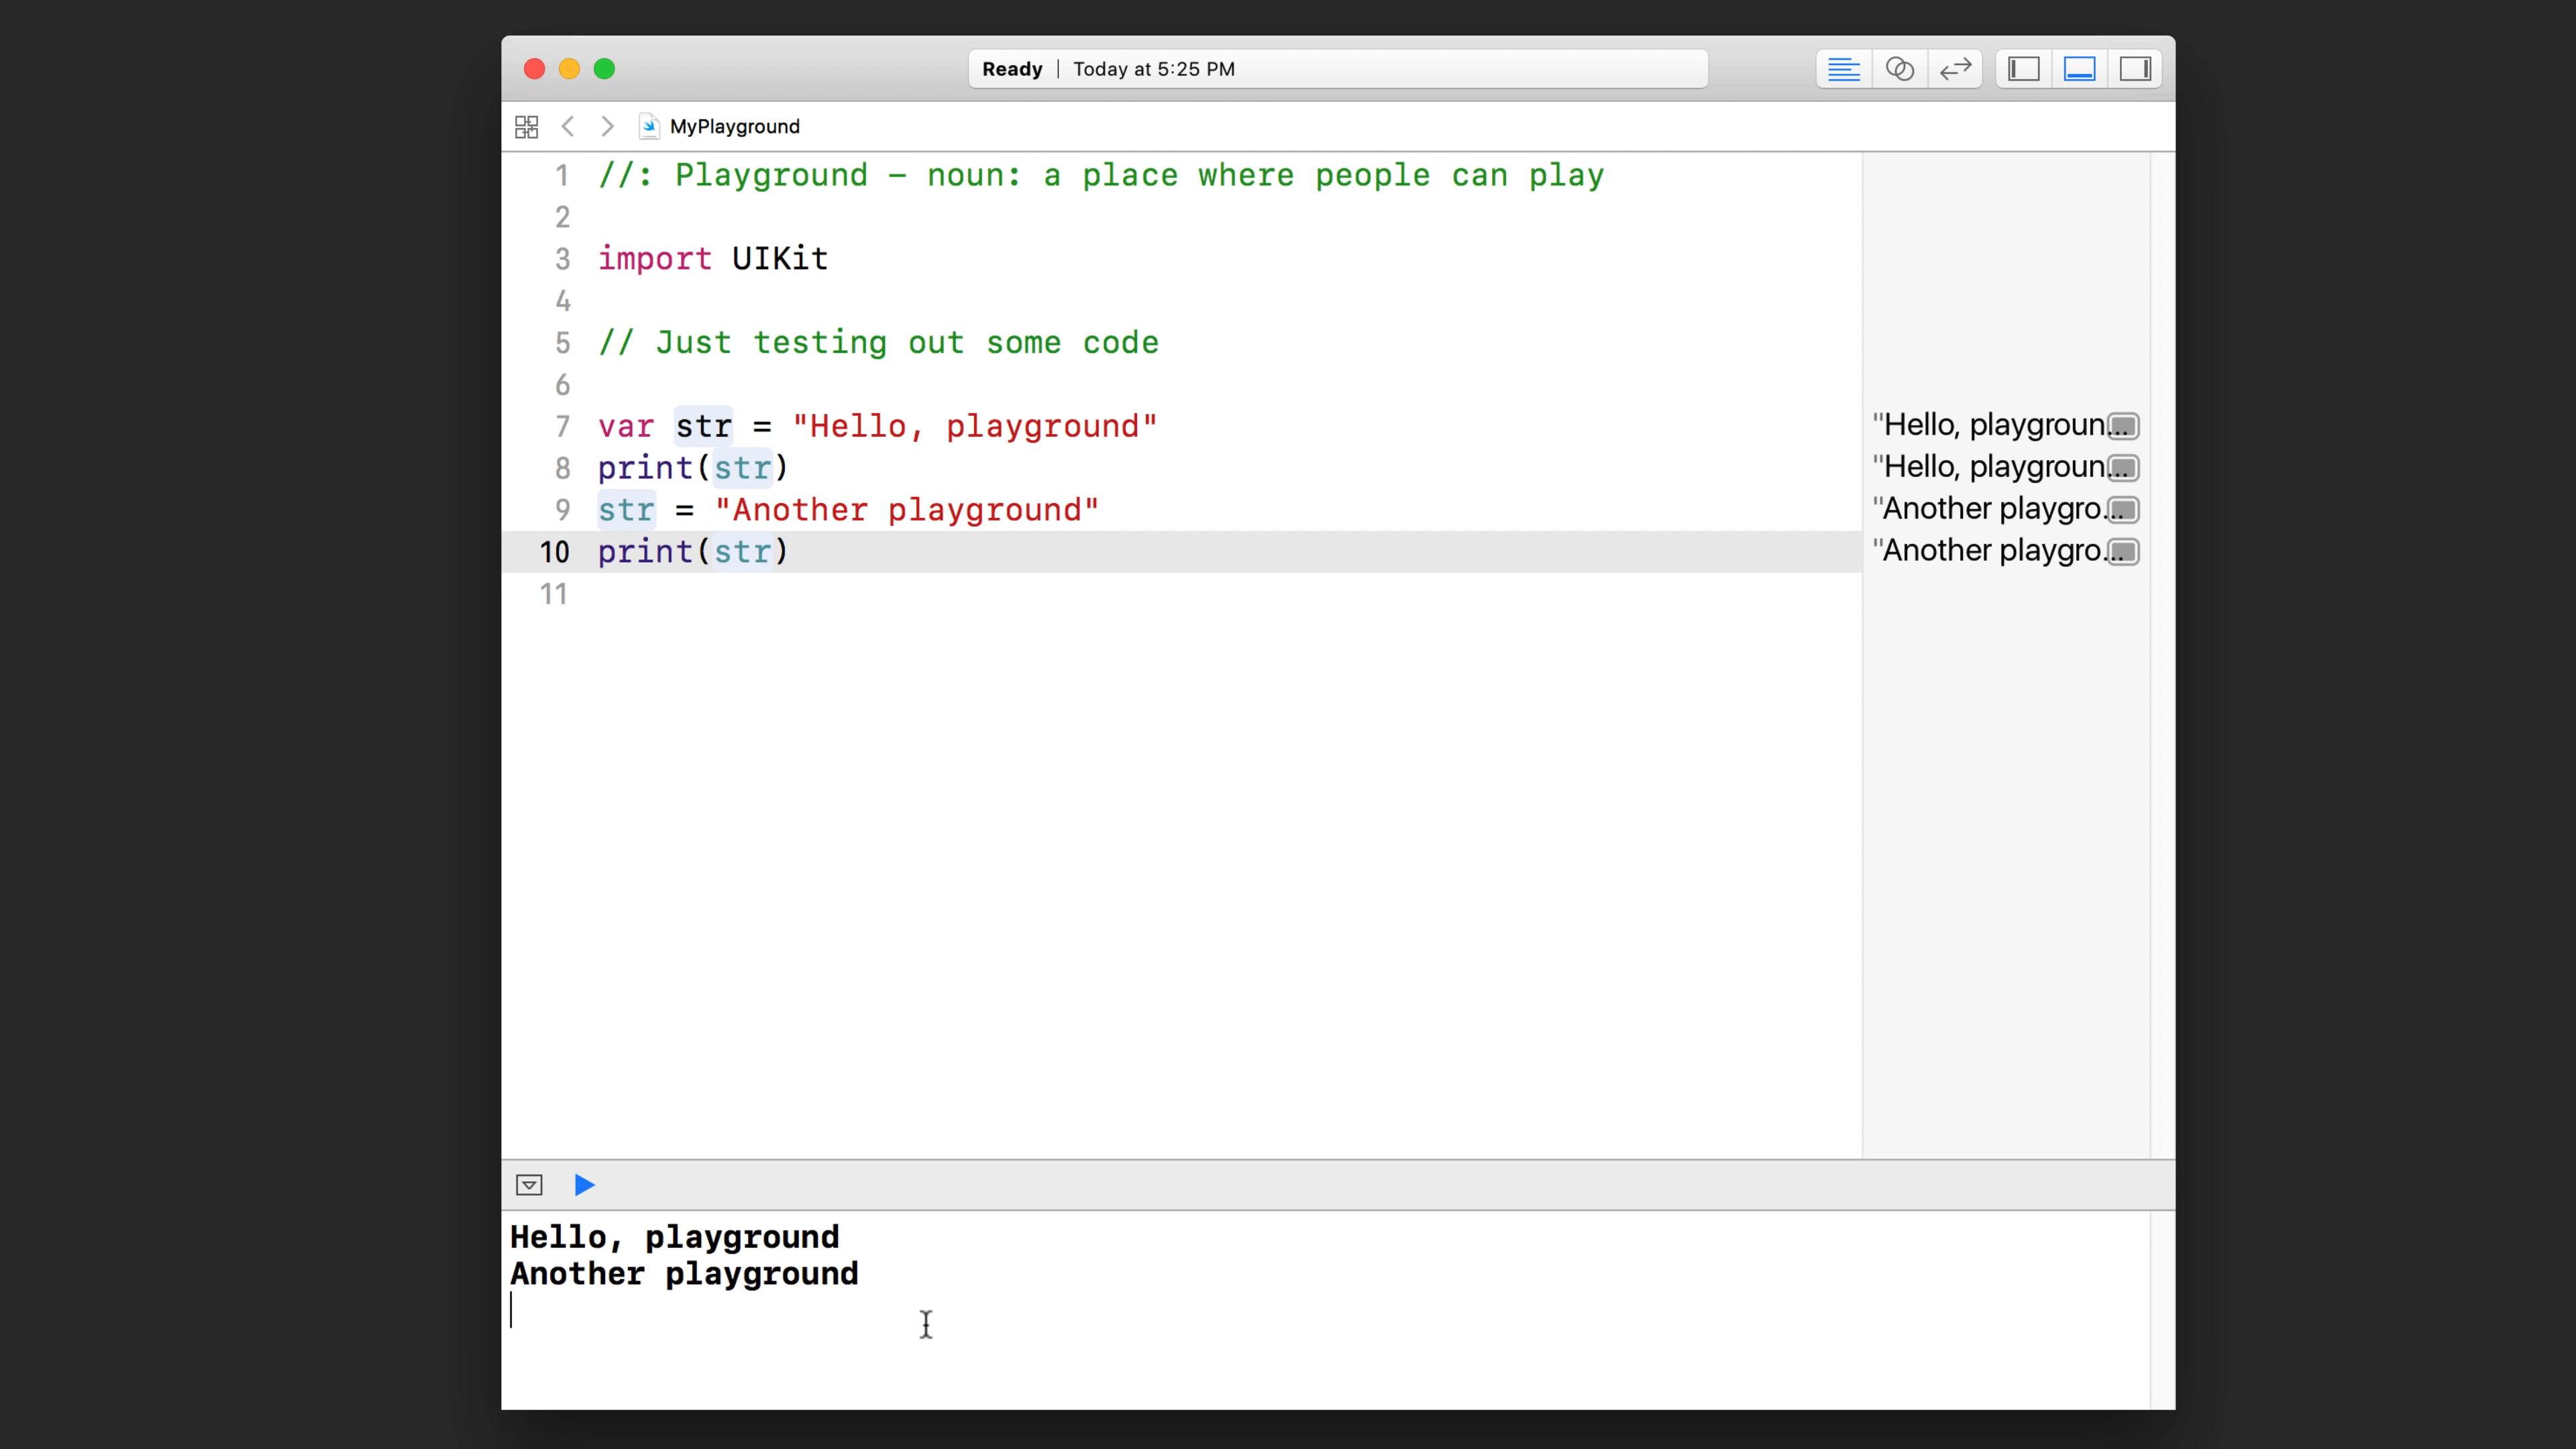 Ready | Today at 5:25 PM
MyPlayground
1 //: Playground – noun: a place where people can play
2
3 import UIKit
4
5 // Just testing out some code
6
7 var str = "Hello, playground" "Hello, playgroun...
8 print(str) "Hello, playgroun...
9 str = "Another playground" "Another playgro...
10 print(str) "Another playgro...
11
Hello, playground
Another playground